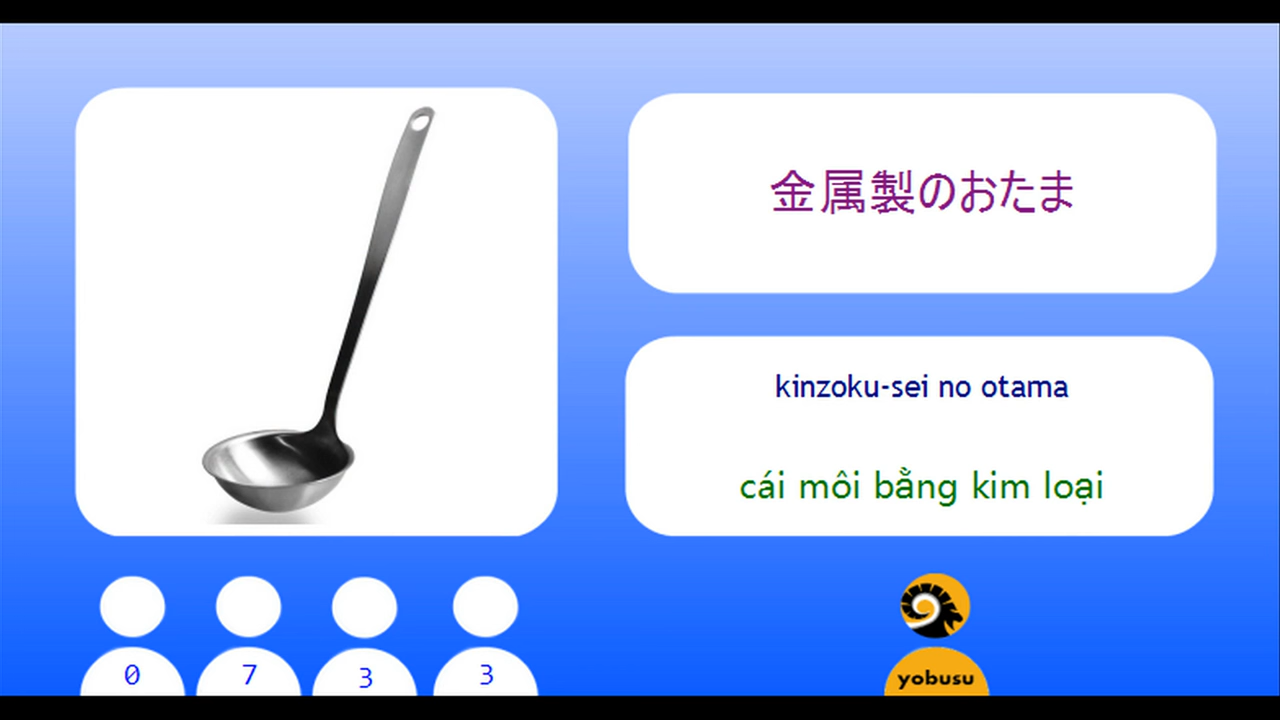 金属製のおたま
kinzoku-sei no otama
cái môi bằng kim loại
0 7 3 3
yobusu